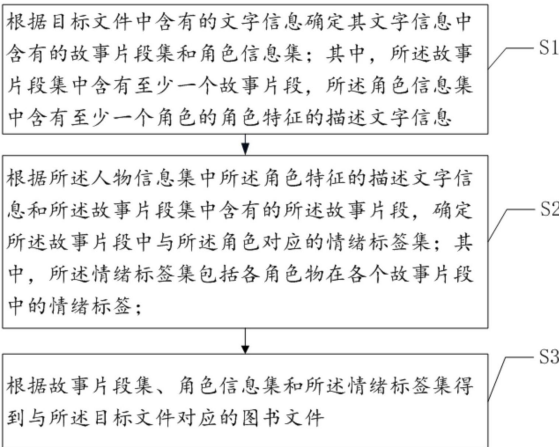 根据目标文件中含有的文字信息确定其文字信息中
含有的故事片段集和角色信息集；其中，所述故事
片段集中含有至少一个故事片段，所述角色信息集
中含有至少一个角色的角色特征的描述文字信息
S1
根据所述人物信息集中所述角色特征的描述文字信
息和所述故事片段集中含有的所述故事片段，确定
所述故事片段中与所述角色对应的情绪标签集；其
中，所述情绪标签集包括各角色物在各个故事片段
中的情绪标签；
S2
根据故事片段集、角色信息集和所述情绪标签集得
到与所述目标文件对应的图书文件
S3